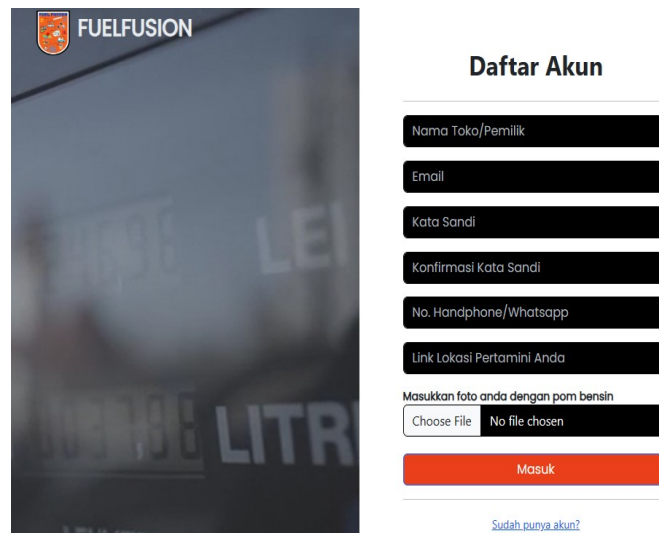 FUELFUSION
LEI
LITR
Daftar Akun
Nama Toko/Pemilik
Email
Kata Sandi
Konfirmasi Kata Sandi
No. Handphone/Whatsapp
Link Lokasi Pertamini Anda
Masukkan foto anda dengan pom bensin
Choose File No file chosen
Masuk
Sudah punya akun?